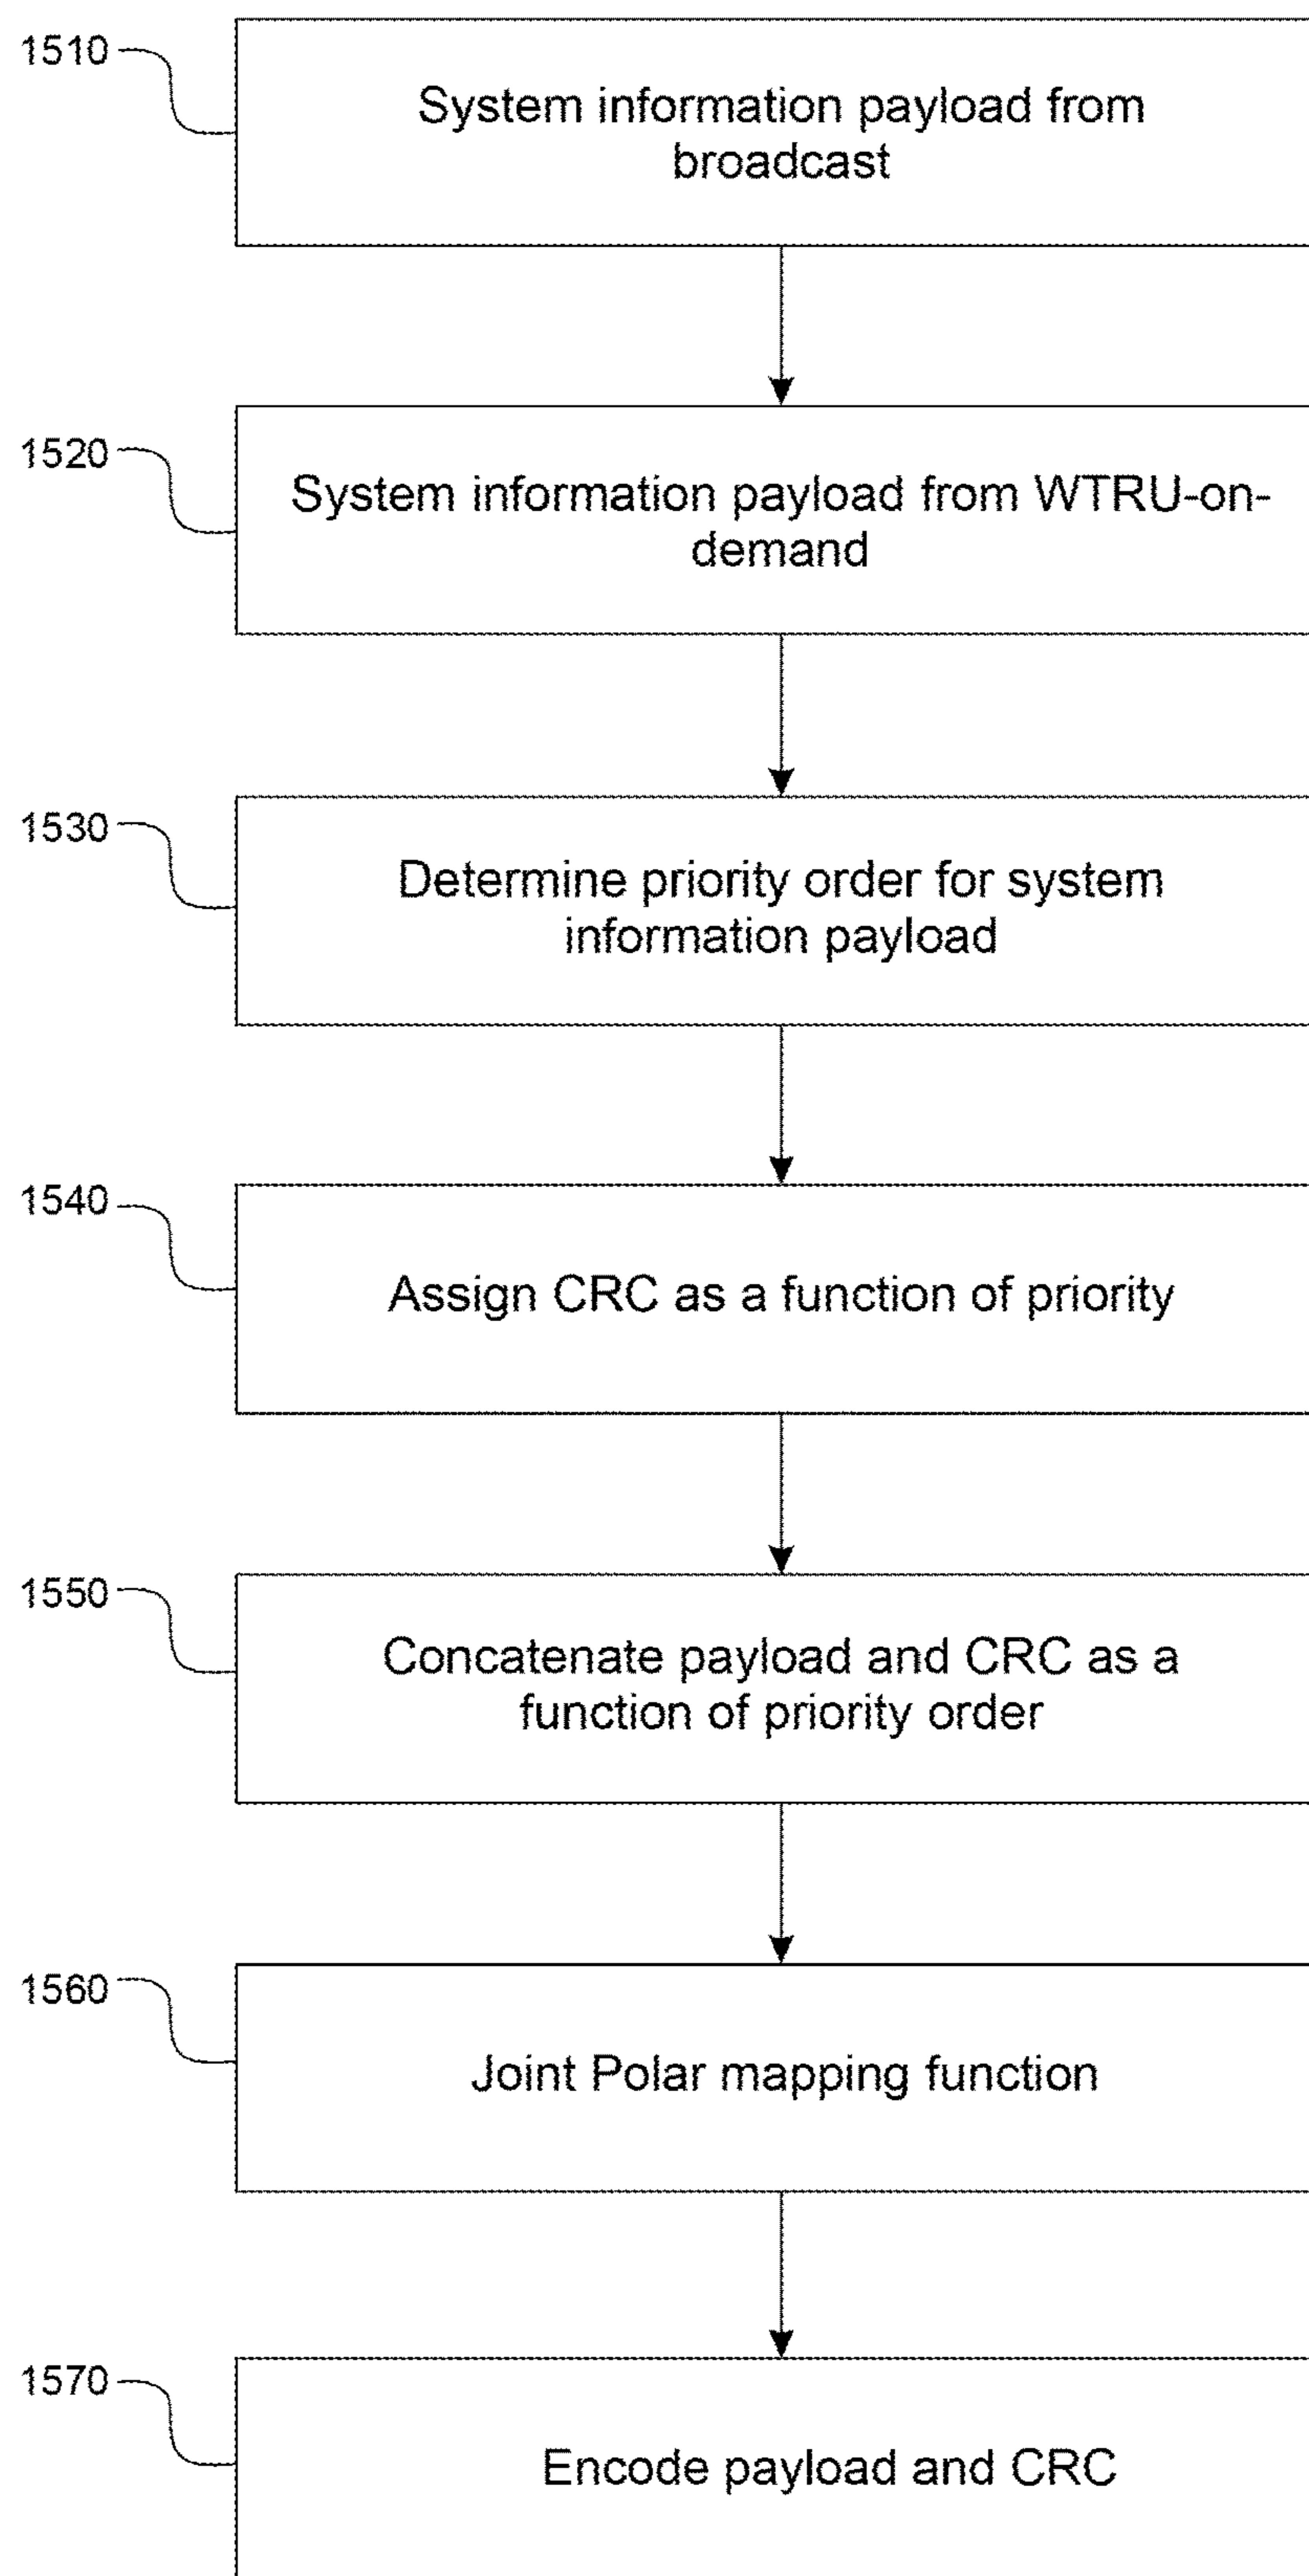 1510
System information payload from
broadcast
1520
System information payload from WTRU-on-
demand
1530
Determine priority order for system
information payload
1540
Assign CRC as a function of priority
1550
Concatenate payload and CRC as a
function of priority order
1560
Joint Polar mapping function
1570
Encode payload and CRC